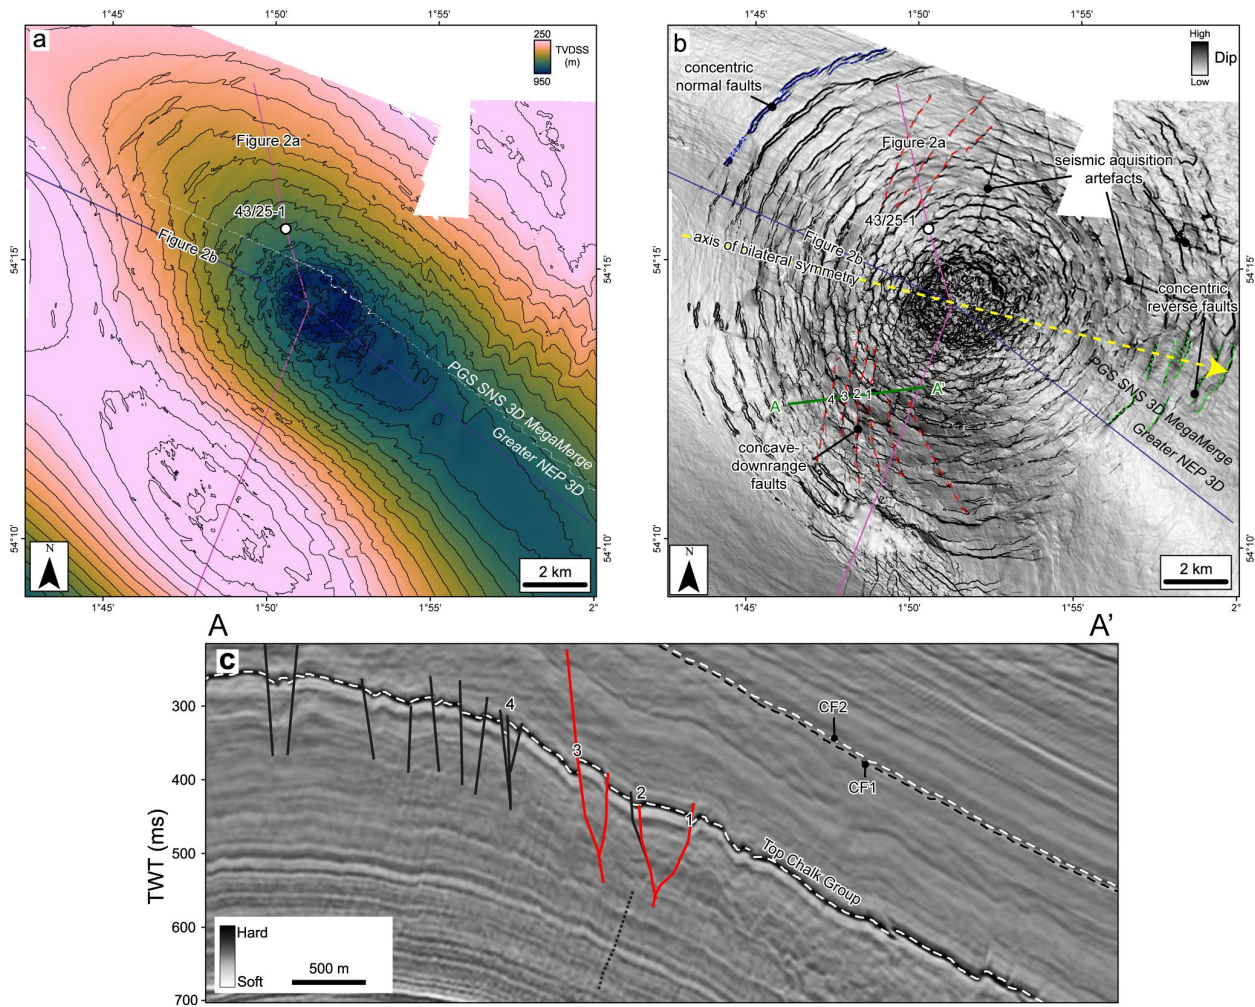 1°45'
1°50'
1°55'
a
250
TVDSS
(m)
950
Figure 2a
43/25-1
Figure 2b
PGS SNS 3D MegaMerge
Greater NEP 3D
54°15'
54°10'
N
2 km
1°45'
1°50'
1°55'
2°
1°45'
1°50'
1°55'
b
High
Dip
Low
concentric
normal faults
Figure 2a
seismic aquisition
artefacts
43/25-1
Figure 2b
axis of bilateral symmetry
concentric
reverse faults
PGS SNS 3D MegaMerge
Greater NEP 3D
A
4 3 2 1
A'
concave-
downrange
faults
54°15'
54°10'
54°15'
54°10'
N
2 km
1°45'
1°50'
1°55'
2°
A
A'
c
300
400
500
600
700
TWT (ms)
4
3
2
1
CF2
CF1
Top Chalk Group
Hard
Soft
500 m